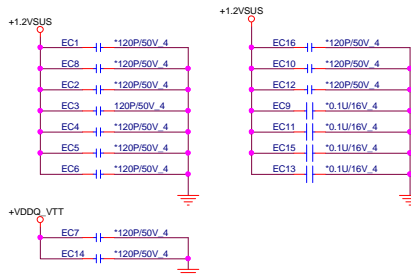 +1.2VSUS
EC1 *120P/50V_4
EC8 *120P/50V_4
EC2 *120P/50V_4
EC3 120P/50V_4
EC4 *120P/50V_4
EC5 *120P/50V_4
EC6 *120P/50V_4
+1.2VSUS
EC16 *120P/50V_4
EC10 *120P/50V_4
EC12 *120P/50V_4
EC9 *0.1U/16V_4
EC11 *0.1U/16V_4
EC15 *0.1U/16V_4
EC13 *0.1U/16V_4
+VDDQ_VTT
EC7 *120P/50V_4
EC14 *120P/50V_4